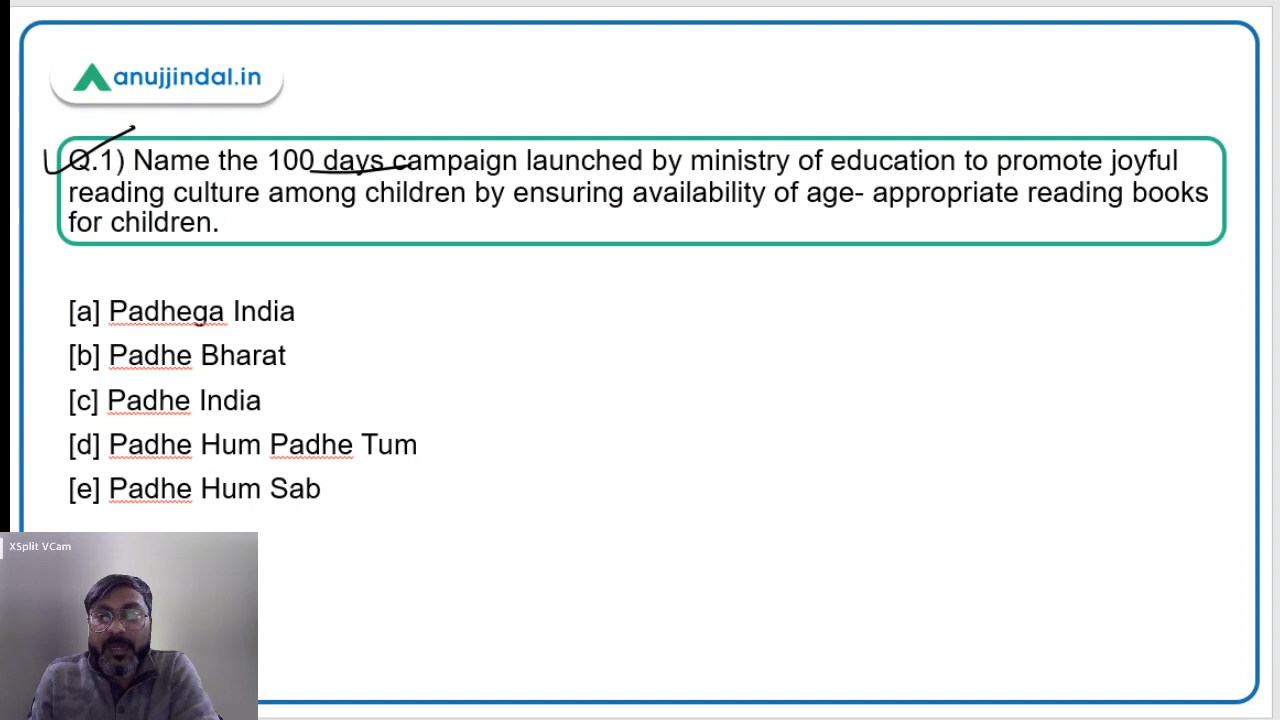 anujjindal.in
Q.1) Name the 100 days campaign launched by ministry of education to promote joyful
reading culture among children by ensuring availability of age- appropriate reading books
for children.
[a] Padhega India
[b] Padhe Bharat
[c] Padhe India
[d] Padhe Hum Padhe Tum
[e] Padhe Hum Sab
XSplit VCam